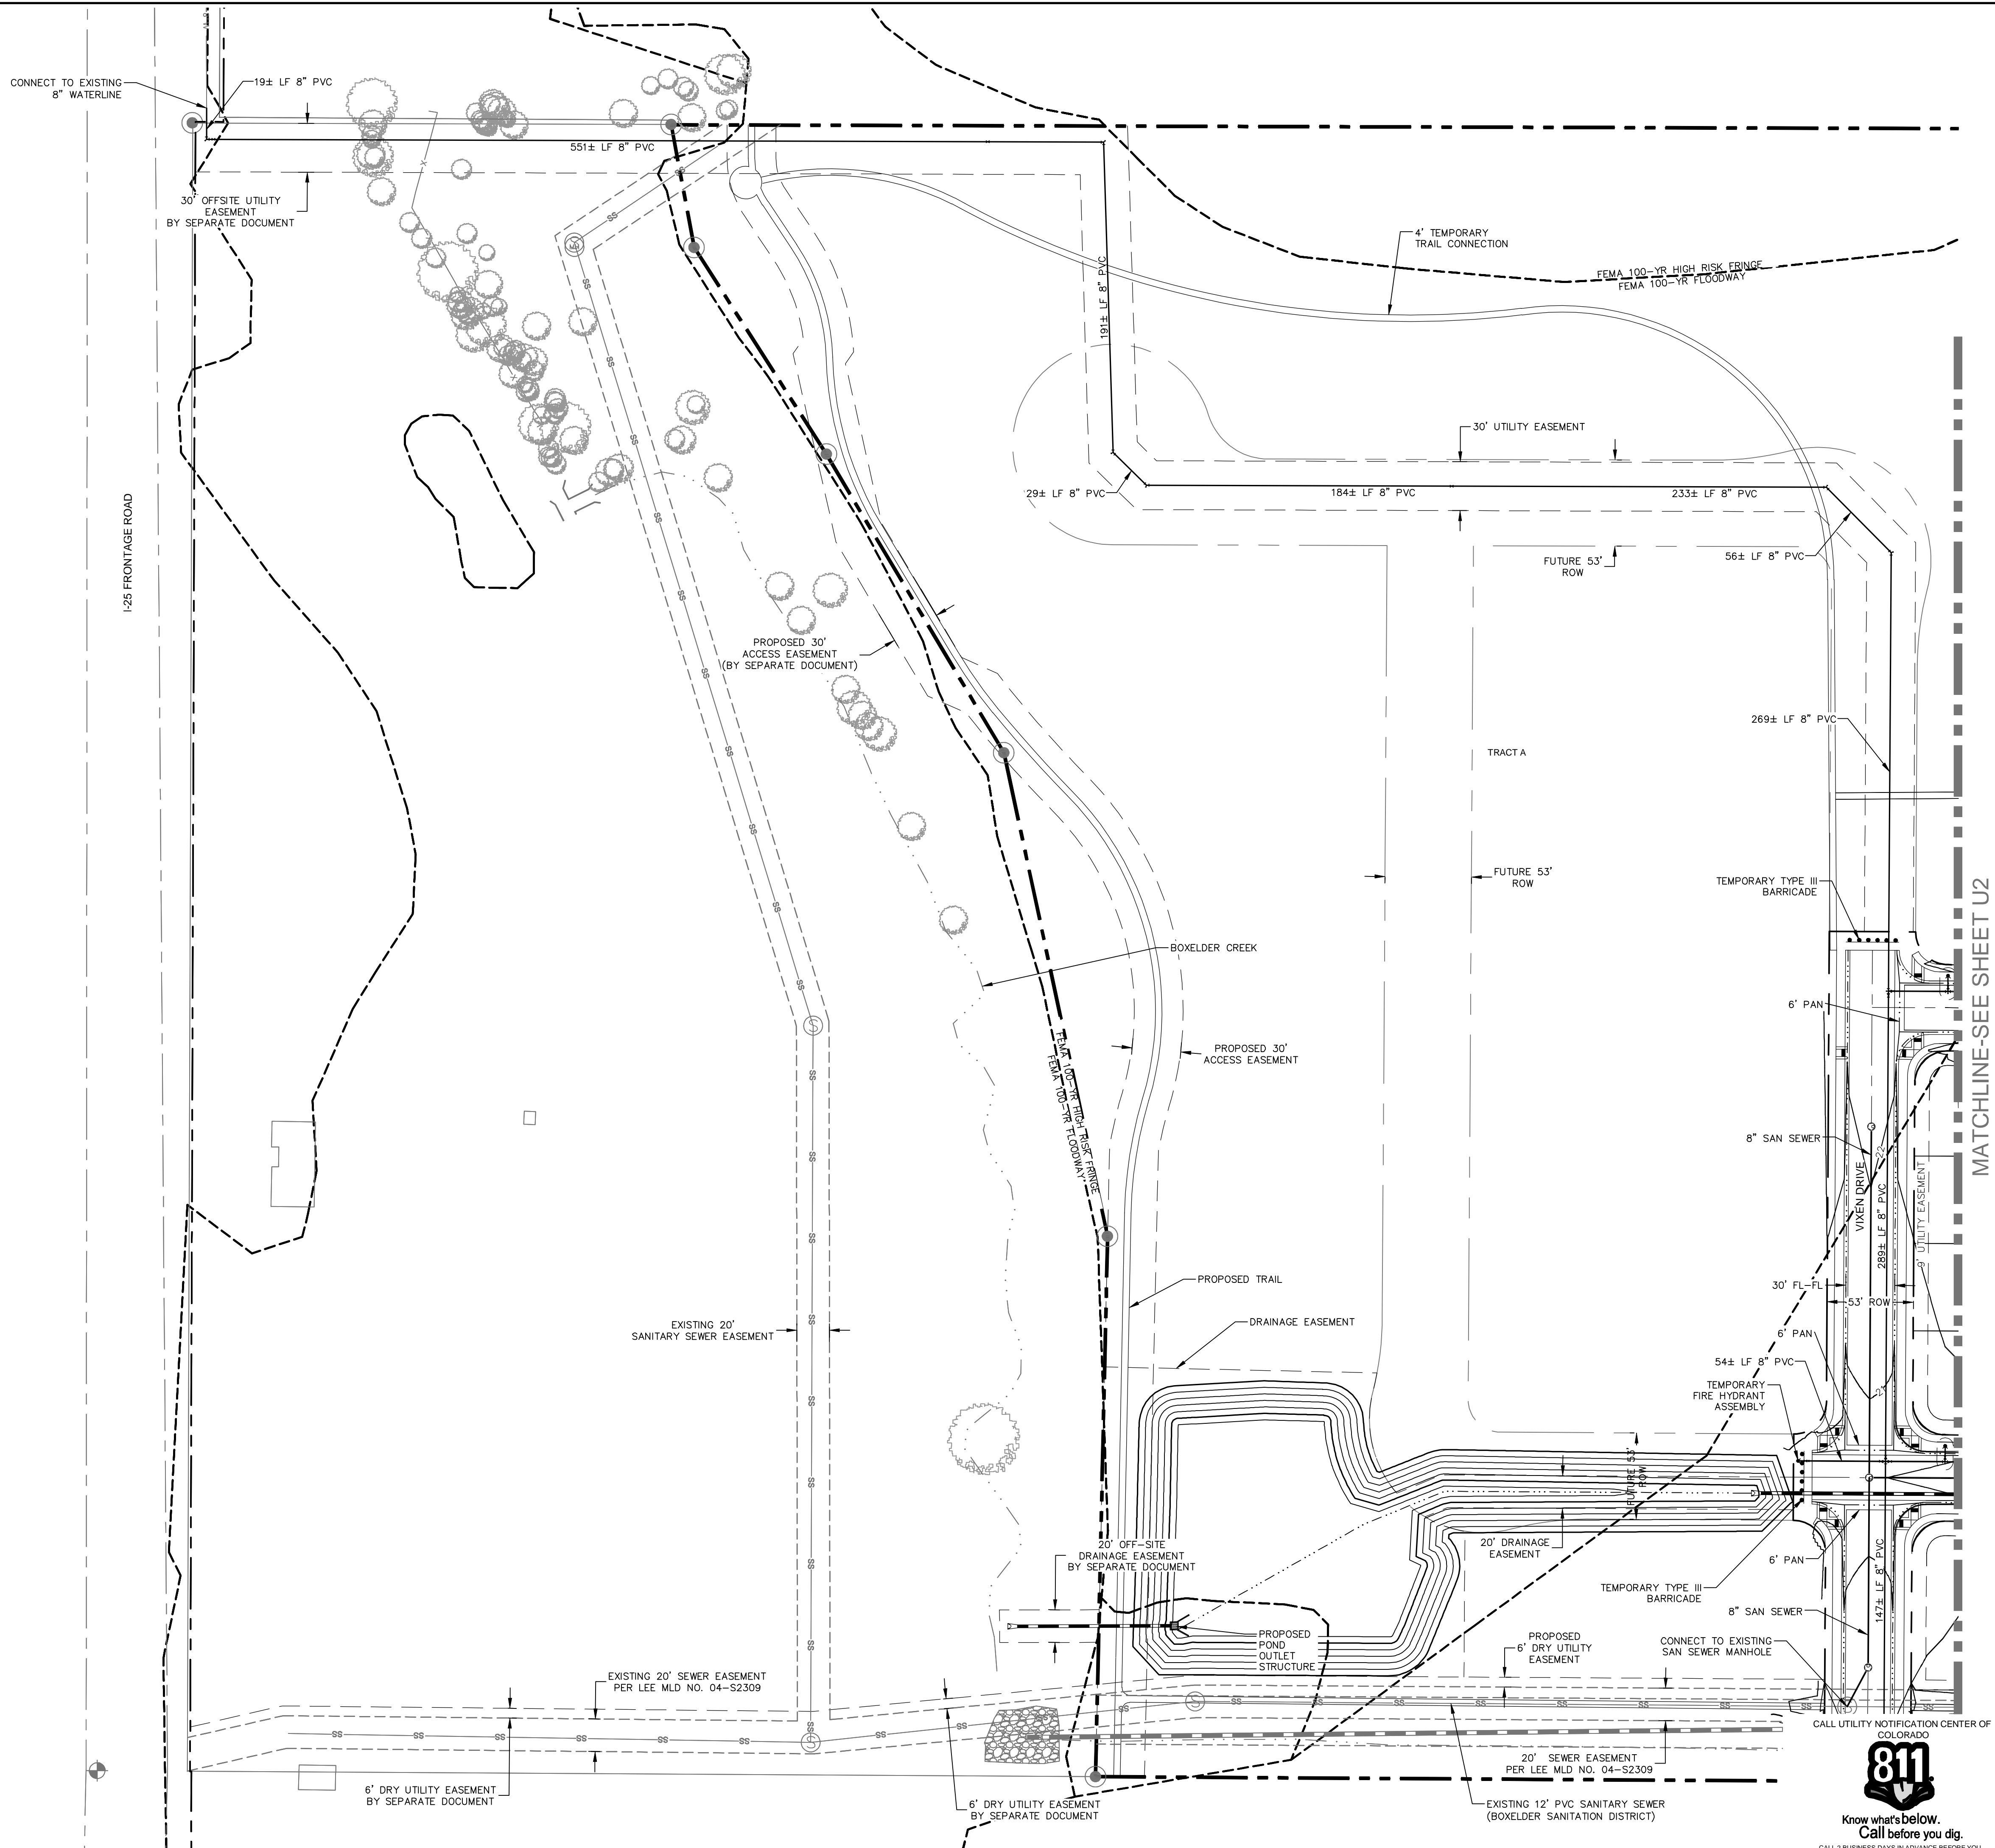 CONNECT TO EXISTING
8" WATERLINE
19± LF 8" PVC
551± LF 8" PVC
30' OFFSITE UTILITY
EASEMENT
BY SEPARATE DOCUMENT
X
SS
4' TEMPORARY
TRAIL CONNECTION
FEMA 100-YR HIGH RISK FRINGE
FEMA 100-YR FLOODWAY
191± LF 8" PVC
30' UTILITY EASEMENT
29± LF 8" PVC
184± LF 8" PVC
233± LF 8" PVC
56± LF 8" PVC
FUTURE 53'
ROW
I-25 FRONTAGE ROAD
PROPOSED 30'
ACCESS EASEMENT
(BY SEPARATE DOCUMENT)
269± LF 8" PVC
TRACT A
FUTURE 53'
ROW
TEMPORARY TYPE III
BARRICADE
MATCHLINE-SEE SHEET U2
BOXELDER CREEK
6' PAN
PROPOSED 30'
ACCESS EASEMENT
FEMA 100-YR HIGH RISK FRINGE
FEMA 100-YR FLOODWAY
8" SAN SEWER
VIXEN DRIVE
289± LF 8" PVC
9' UTILITY EASEMENT
PROPOSED TRAIL
30' FL-FL
53' ROW
DRAINAGE EASEMENT
EXISTING 20'
SANITARY SEWER EASEMENT
6' PAN
54± LF 8" PVC
TEMPORARY
FIRE HYDRANT
ASSEMBLY
FUTURE 53'
ROW
20' OFF-SITE
DRAINAGE EASEMENT
BY SEPARATE DOCUMENT
20' DRAINAGE
EASEMENT
6' PAN
TEMPORARY TYPE III
BARRICADE
147± LF 8" PVC
8" SAN SEWER
PROPOSED
POND
OUTLET
STRUCTURE
PROPOSED
6' DRY UTILITY
EASEMENT
CONNECT TO EXISTING
SAN SEWER MANHOLE
EXISTING 20' SEWER EASEMENT
PER LEE MLD NO. 04-S2309
20' SEWER EASEMENT
PER LEE MLD NO. 04-S2309
6' DRY UTILITY EASEMENT
BY SEPARATE DOCUMENT
6' DRY UTILITY EASEMENT
BY SEPARATE DOCUMENT
EXISTING 12' PVC SANITARY SEWER
(BOXELDER SANITATION DISTRICT)
CALL UTILITY NOTIFICATION CENTER OF
COLORADO
811
Know what's below.
Call before you dig.